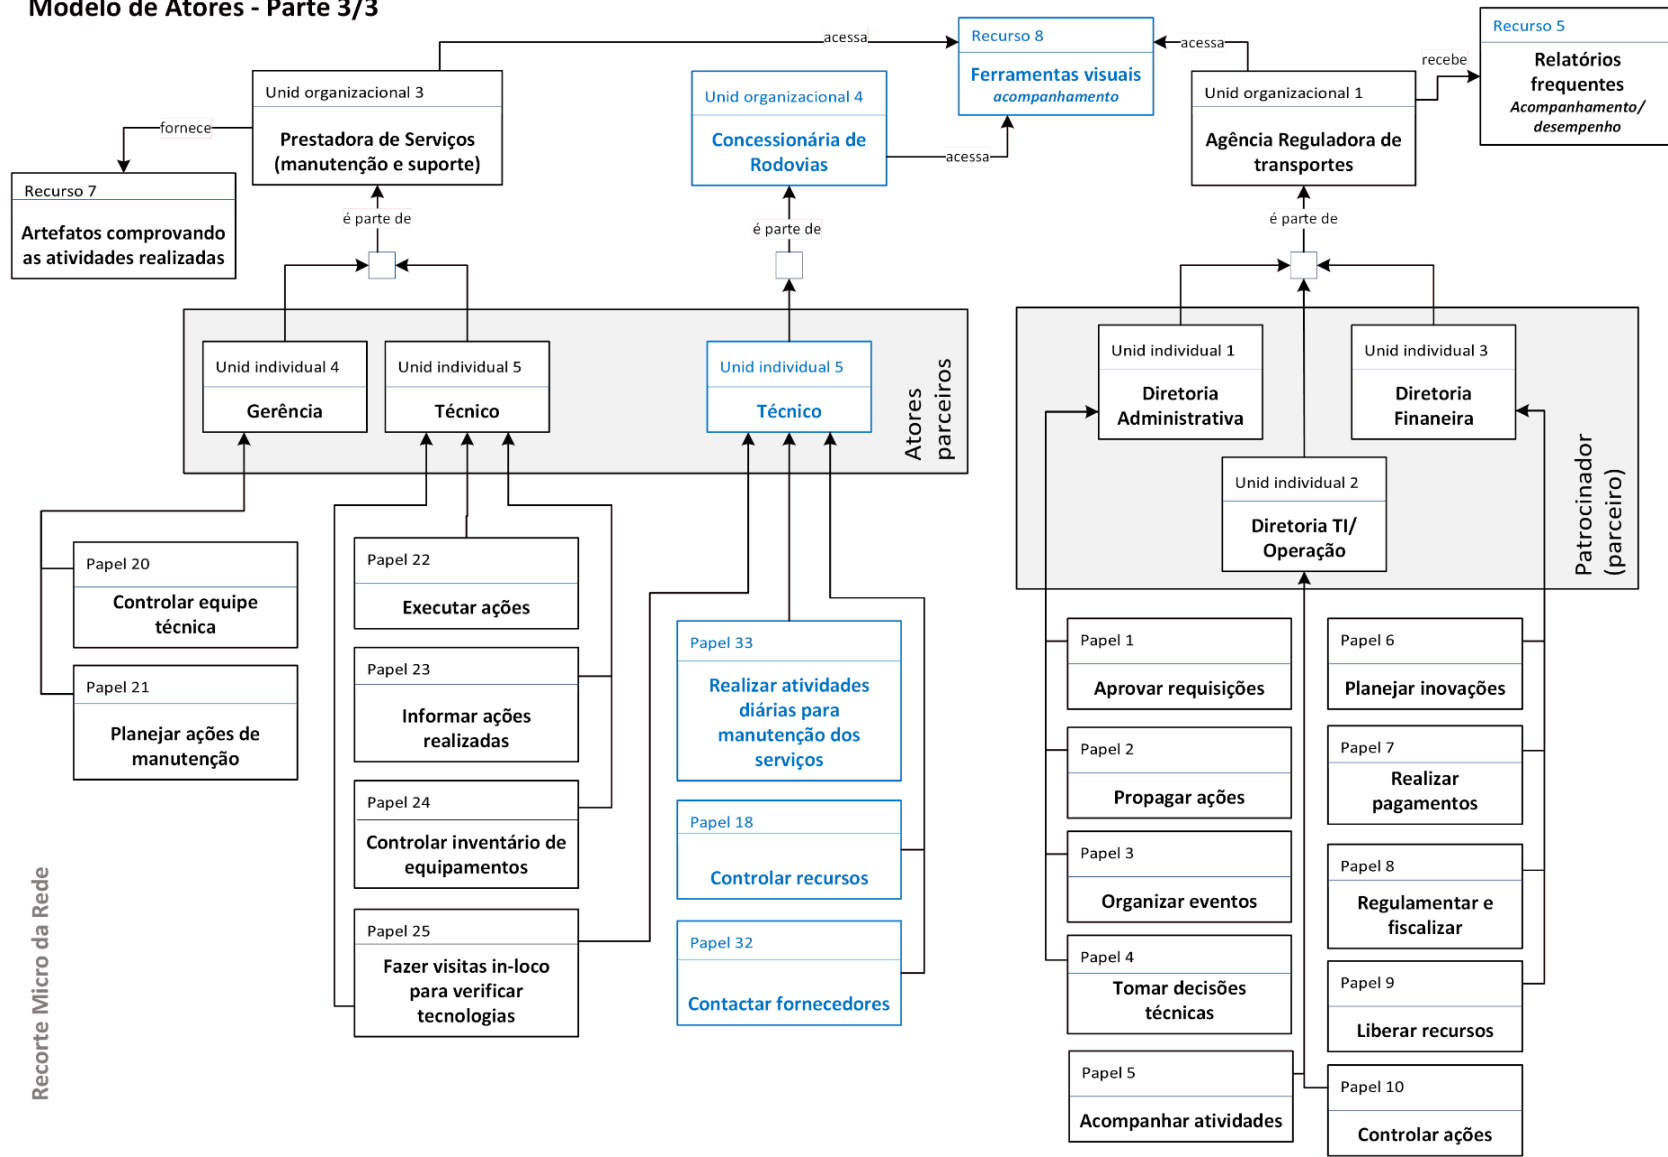 Modelo de Atores - Parte 3/3
acessa
Recurso 8
Ferramentas visuais
acompanhamento
acessa
Recurso 5
Relatórios
frequentes
Acompanhamento/
desempenho
recebe
Unid organizacional 3
Prestadora de Serviços
(manutenção e suporte)
Unid organizacional 4
Concessionária de
Rodovias
acessa
Unid organizacional 1
Agência Reguladora de
transportes
fornece
Recurso 7
Artefatos comprovando
as atividades realizadas
é parte de
é parte de
é parte de
Unid individual 4
Gerência
Unid individual 5
Técnico
Unid individual 5
Técnico
Atores
parceiros
Unid individual 1
Diretoria
Administrativa
Unid individual 3
Diretoria
Finaneira
Unid individual 2
Diretoria TI/
Operação
Patrocinador
(parceiro)
Papel 20
Controlar equipe
técnica
Papel 21
Planejar ações de
manutenção
Papel 22
Executar ações
Papel 23
Informar ações
realizadas
Papel 24
Controlar inventário de
equipamentos
Papel 25
Fazer visitas in-loco
para verificar
tecnologias
Papel 33
Realizar atividades
diárias para
manutenção dos
serviços
Papel 18
Controlar recursos
Papel 32
Contactar fornecedores
Papel 1
Aprovar requisições
Papel 2
Propagar ações
Papel 3
Organizar eventos
Papel 4
Tomar decisões
técnicas
Papel 5
Acompanhar atividades
Papel 6
Planejar inovações
Papel 7
Realizar
pagamentos
Papel 8
Regulamentar e
fiscalizar
Papel 9
Liberar recursos
Papel 10
Controlar ações
Recorte Micro da Rede